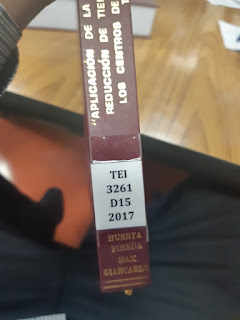 "APLICACIÓN DE LA
REDUCCIÓN DE TIE
LOS CENTROS DE
TEI
3261
D15
2017
HUERTA
PINEDA
MAX
GIANCARLO